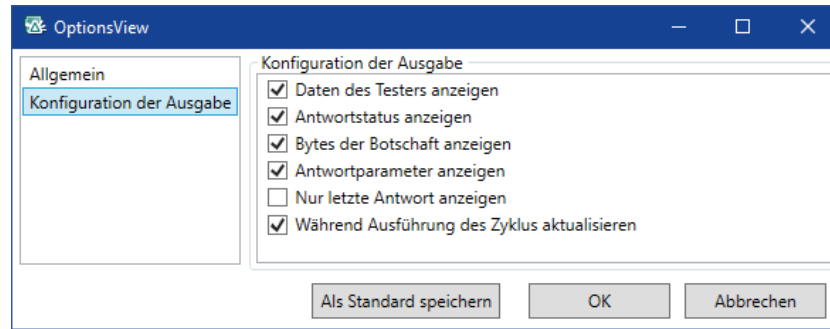 OptionsView
Allgemein
Konfiguration der Ausgabe
Konfiguration der Ausgabe
Daten des Testers anzeigen
Antwortstatus anzeigen
Bytes der Botschaft anzeigen
Antwortparameter anzeigen
Nur letzte Antwort anzeigen
Während Ausführung des Zyklus aktualisieren
Als Standard speichern OK Abbrechen